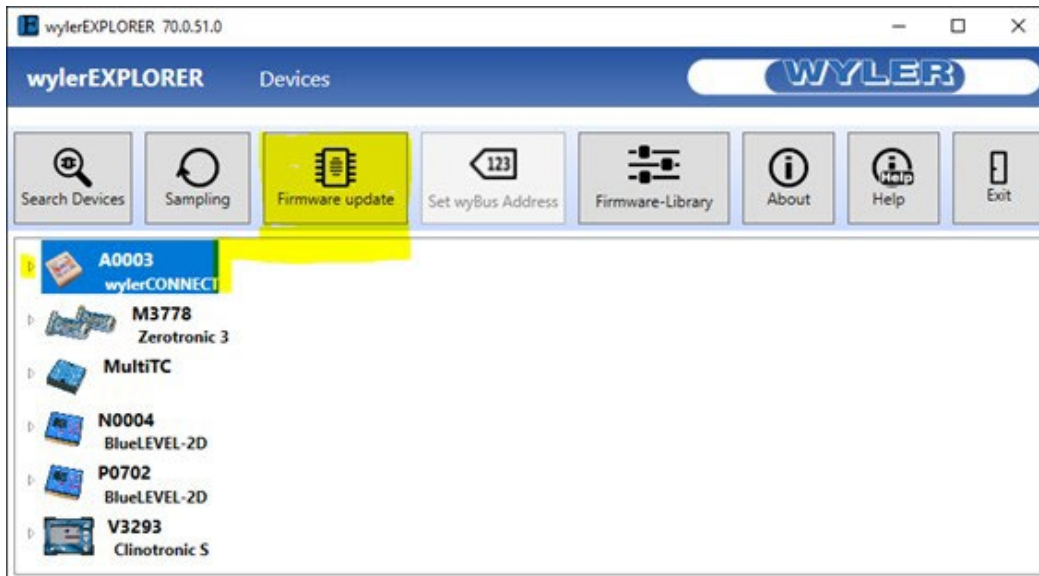 wylerEXPLORER 70.0.51.0
wylerEXPLORER Devices WYLER
Search Devices Sampling Firmware update 123 Set wyBus Address Firmware-Library About Help Help Exit
A0003
wylerCONNECT
M3778
Zerotronic 3
MultiTC
N0004
BlueLEVEL-2D
P0702
BlueLEVEL-2D
V3293
Clinotronic S